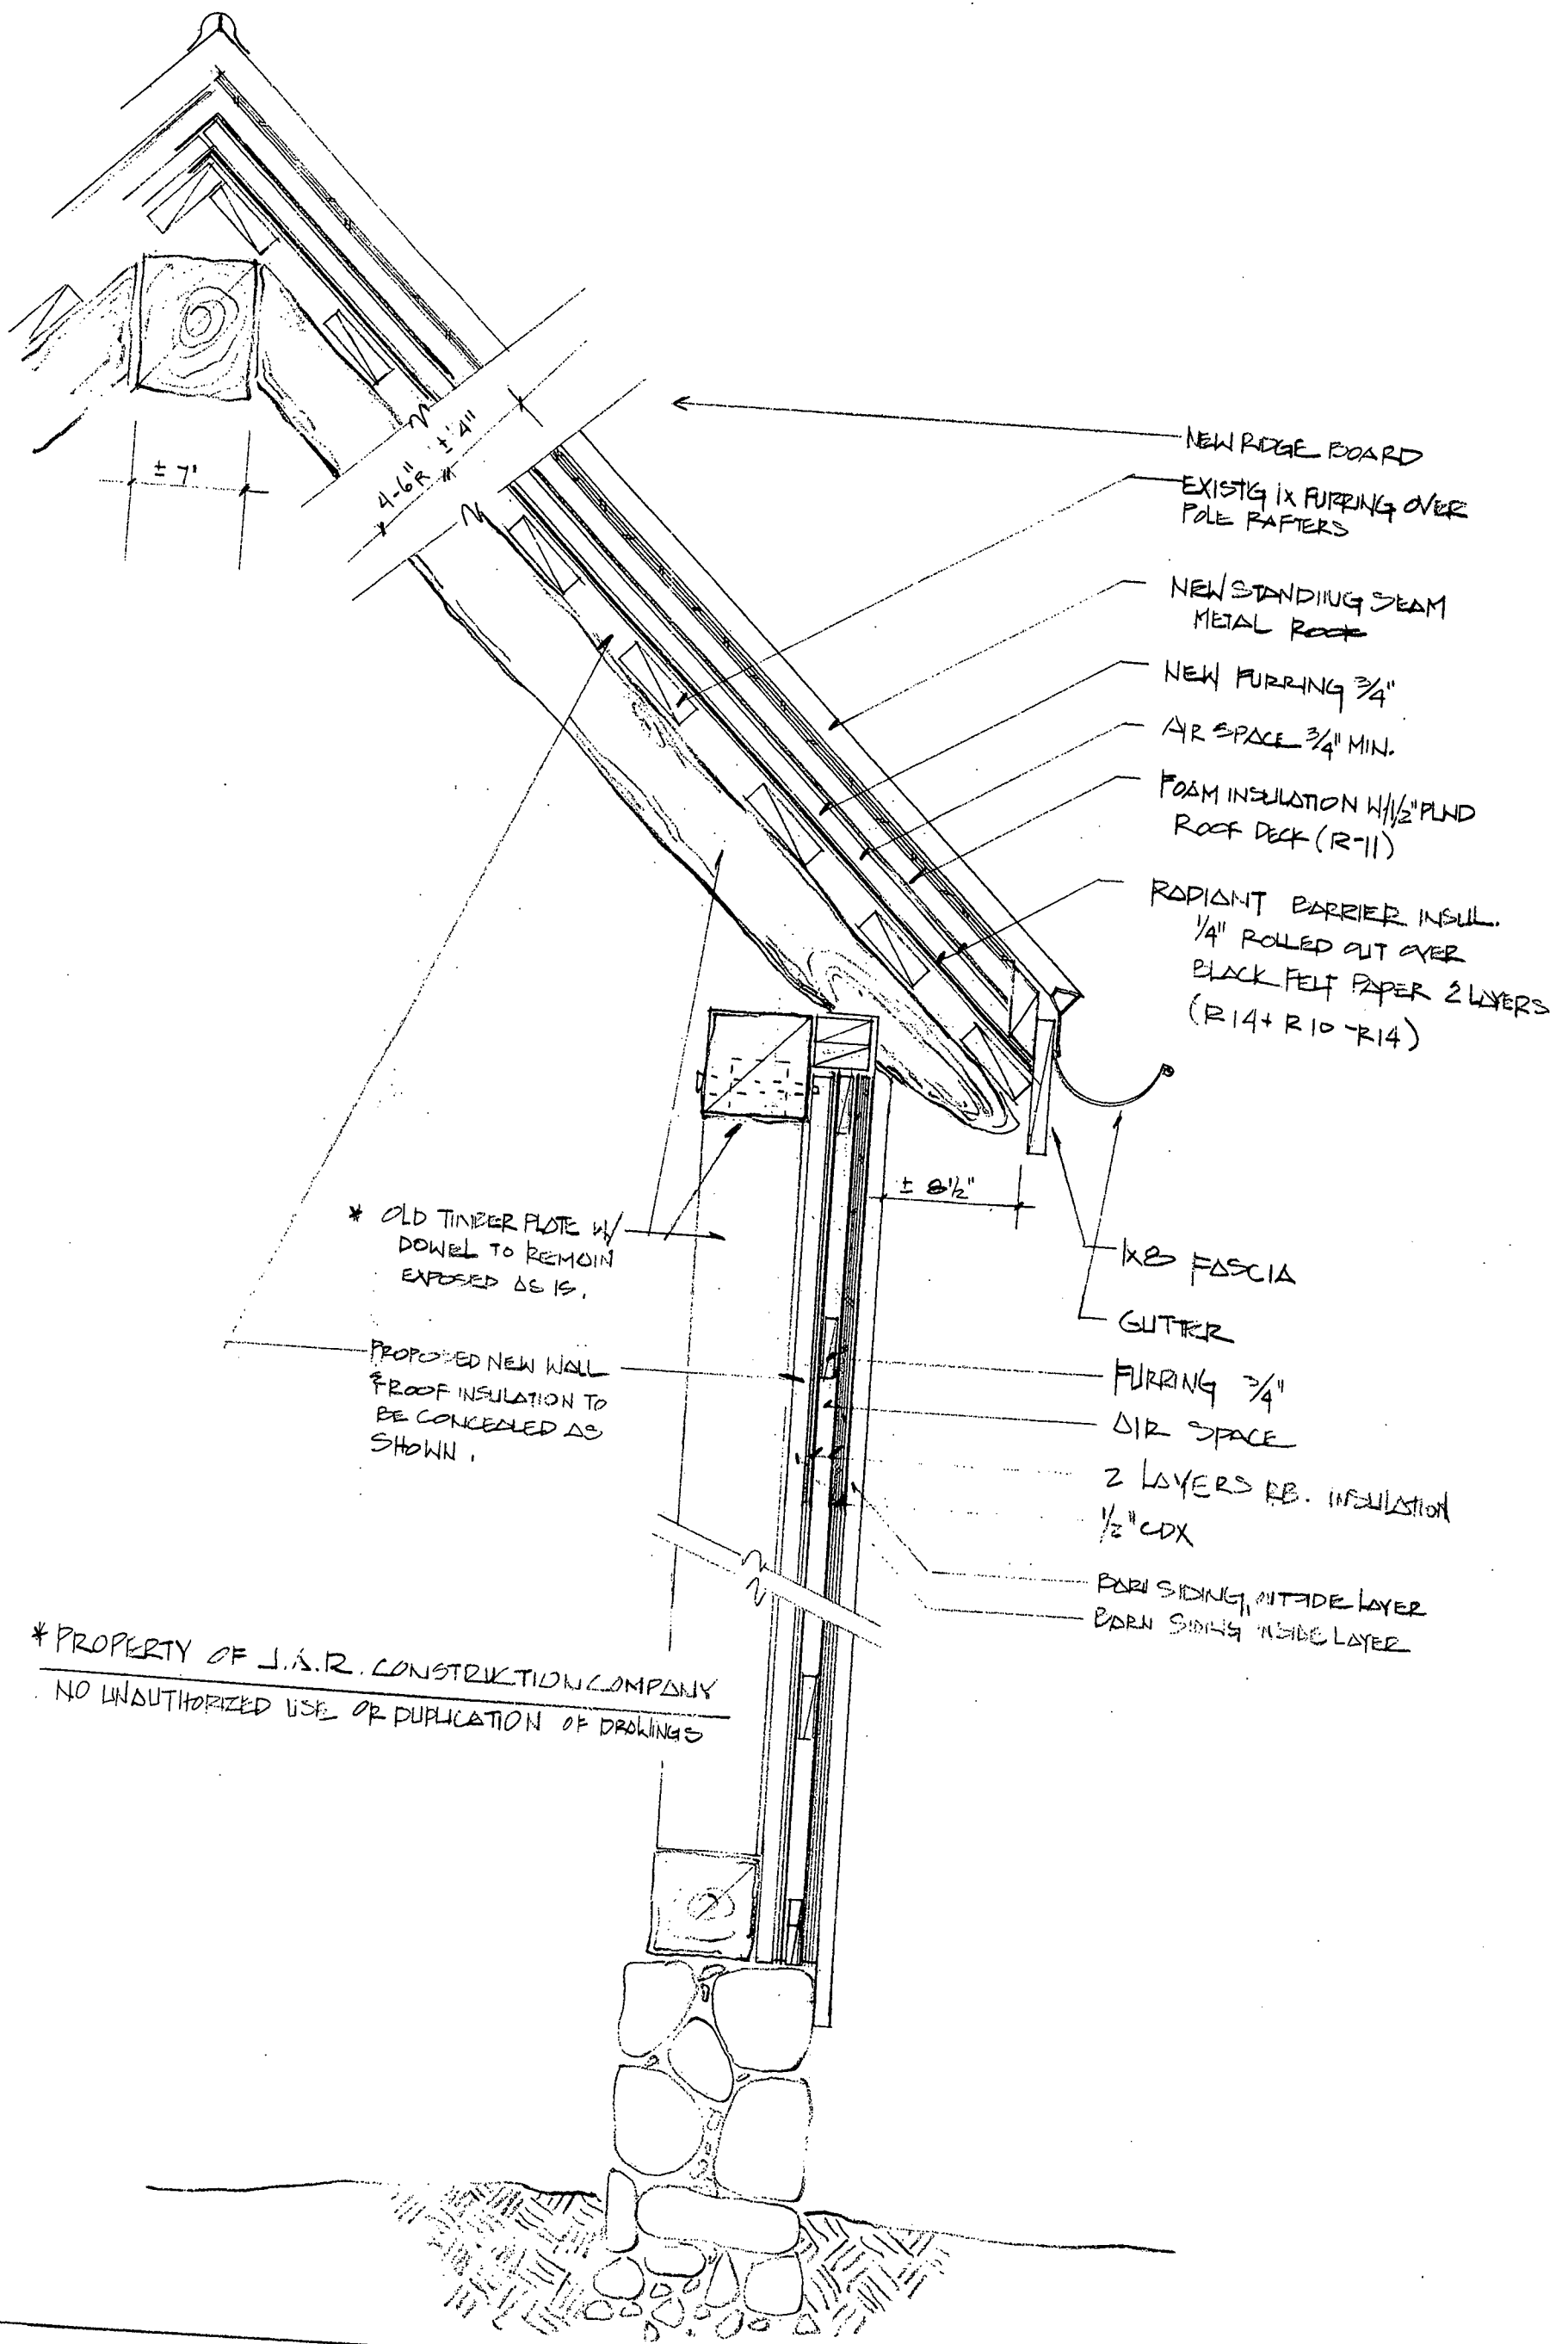 NEW RIDGE BOARD
EXIST'G 1X FURRING OVER
POLE RAFTERS
NEW STANDING SEAM
METAL ROOF
NEW FURRING 3/4"
AIR SPACE 3/4" MIN.
FOAM INSULATION W/1/2" PLWD
ROOF DECK (R-11)
RADIANT BARRIER INSUL.
1/4" ROLLED OUT OVER
BLACK FELT PAPER 2 LAYERS
(R14+ R10 -R14)
± 7"
4-6"R ± 4"
± 8 1/2"
1x8 FASCIA
GUTTER
FURRING 3/4"
AIR SPACE
2 LAYERS RB. INSULATION
1/2" CDX
BARN SIDING, OUTSIDE LAYER
BARN SIDING INSIDE LAYER
* OLD TIMBER PLATE W/
DOWEL TO REMAIN
EXPOSED AS IS.
PROPOSED NEW WALL
& ROOF INSULATION TO
BE CONCEALED AS
SHOWN.
* PROPERTY OF J.A.R. CONSTRUCTION COMPANY
NO UNAUTHORIZED USE OR DUPLICATION OF DRAWINGS